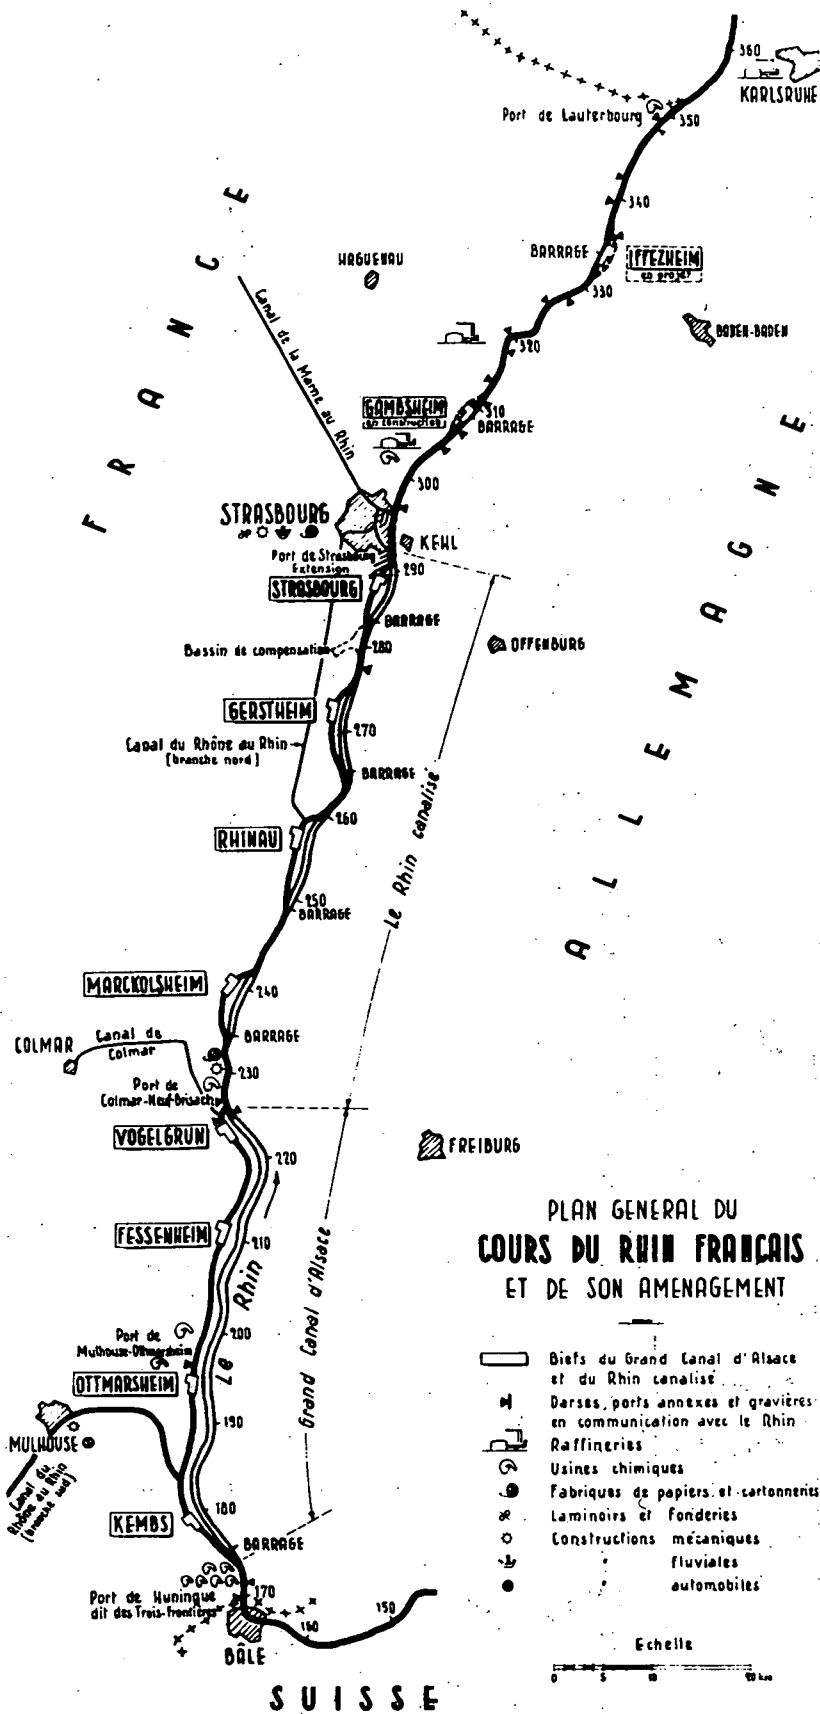 360
KARLSRUHE
Port de Lauterbourg
350
340
BARRAGE
IFFEZHEIM
en projet
330
HAGUENAU
BADEN-BADEN
320
Canal de la Marne au Rhin
GAMBSHEIM
en construction
310
BARRAGE
FRANCE
300
STRASBOURG
KEHL
Port de Strasbourg
Extension
290
STRASBOURG
BARRAGE
Bassin de compensation
280
OFFENBURG
GERSTHEIM
270
Canal du Rhône au Rhin
(branche nord)
BARRAGE
260
RHINAU
Le Rhin canalisé
250
BARRAGE
ALLEMAGNE
MARCKOLSHEIM
240
BARRAGE
COLMAR
Canal de
Colmar
230
Port de
Colmar-Neuf-Brisach
VOGELGRUN
FREIBURG
220
FESSENHEIM
210
Le Rhin
Grand Canal d'Alsace
200
Port de
Mulhouse-Ottmarsheim
OTTMARSHEIM
190
MULHOUSE
Canal du
Rhône au Rhin
(branche sud)
180
KEMBS
BARRAGE
170
Port de Huningue
dit des Trois-Frontières
160
150
BÂLE
SUISSE
PLAN GENERAL DU
COURS DU RHIN FRANÇAIS
ET DE SON AMENAGEMENT
Biefs du Grand Canal d'Alsace
et du Rhin canalisé
Darses, ports annexes et gravières
en communication avec le Rhin
Raffineries
Usines chimiques
Fabriques de papiers et cartonneries
Laminoirs et fonderies
Constructions mécaniques
" fluviales
" automobiles
Echelle
0 5 10 20 km